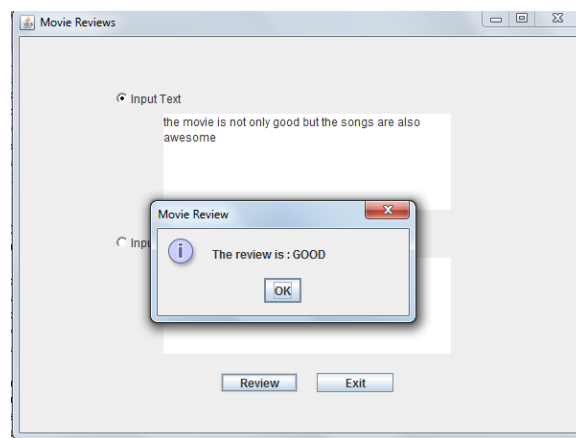 Movie Reviews
Input Text
the movie is not only good but the songs are also
awesome
Movie Review
Inpu
The review is : GOOD
OK
Review Exit